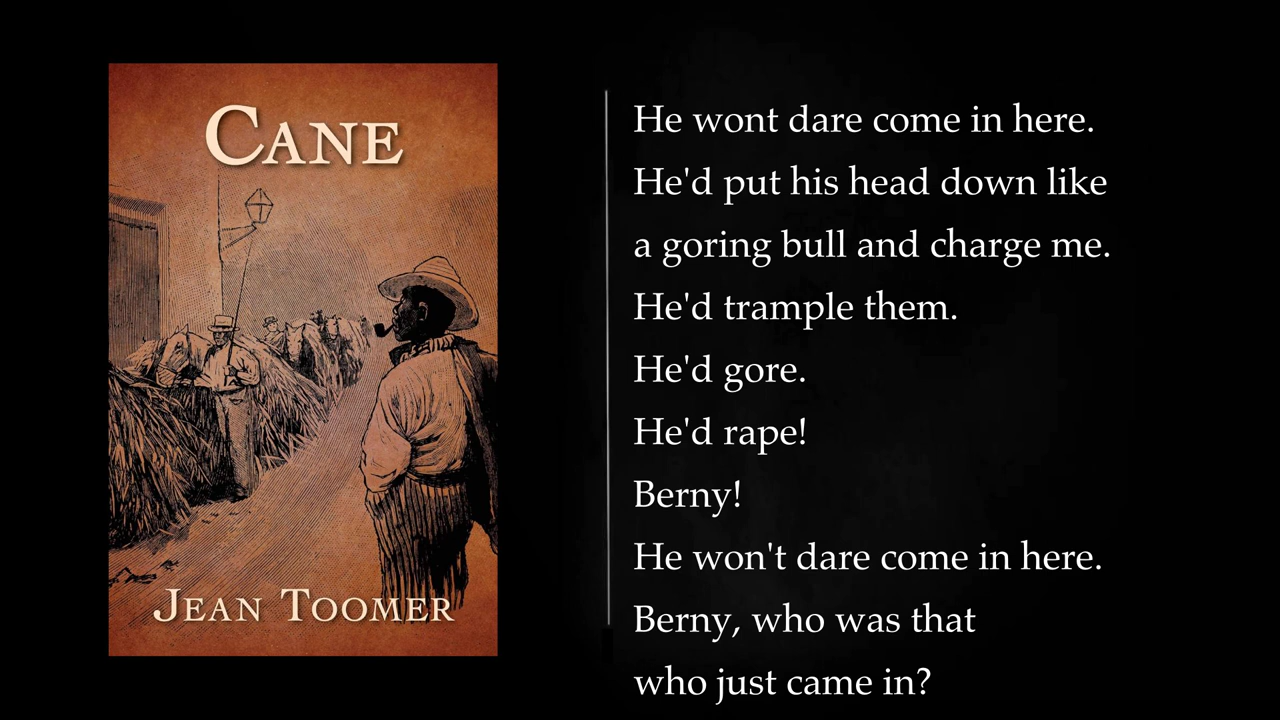 CANE
JEAN TOOMER
He wont dare come in here.
He'd put his head down like
a goring bull and charge me.
He'd trample them.
He'd gore.
He'd rape!
Berny!
He won't dare come in here.
Berny, who was that
who just came in?